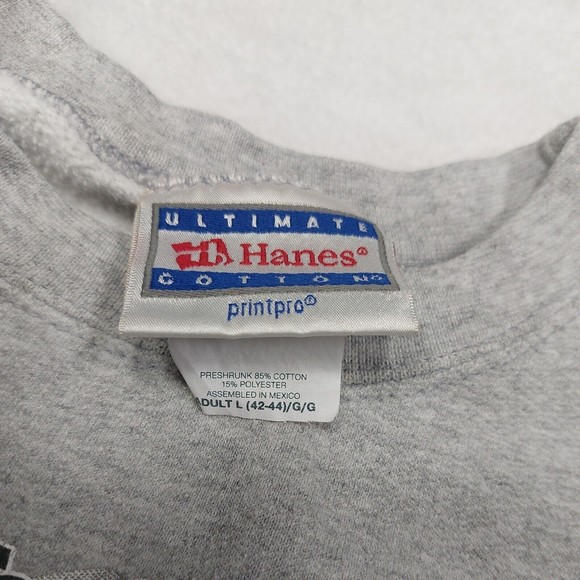 ULTIMATE
Hanes®
COTTON
printpro®
PRESHRUNK 85% COTTON
15% POLYESTER
ASSEMBLED IN MEXICO
ADULT L (42-44)/G/G